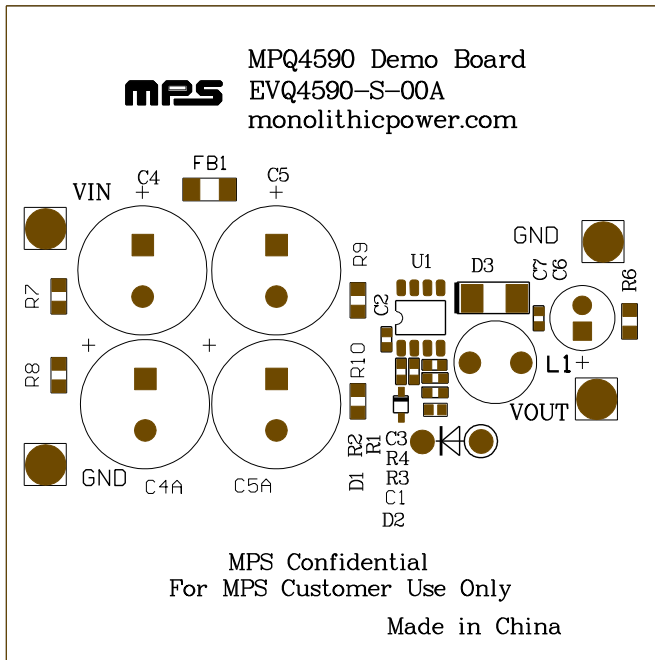 MPQ4590 Demo Board
mps EVQ4590-S-00A
monolithicpower.com
FB1
C4
C5
VIN
GND
R9
U1
D3
C7
C6
R6
R7
C2
R8
R10
L1
VOUT
GND
C4A
C5A
D1
R2
R1
C3
R4
R3
C1
D2
MPS Confidential
For MPS Customer Use Only
Made in China